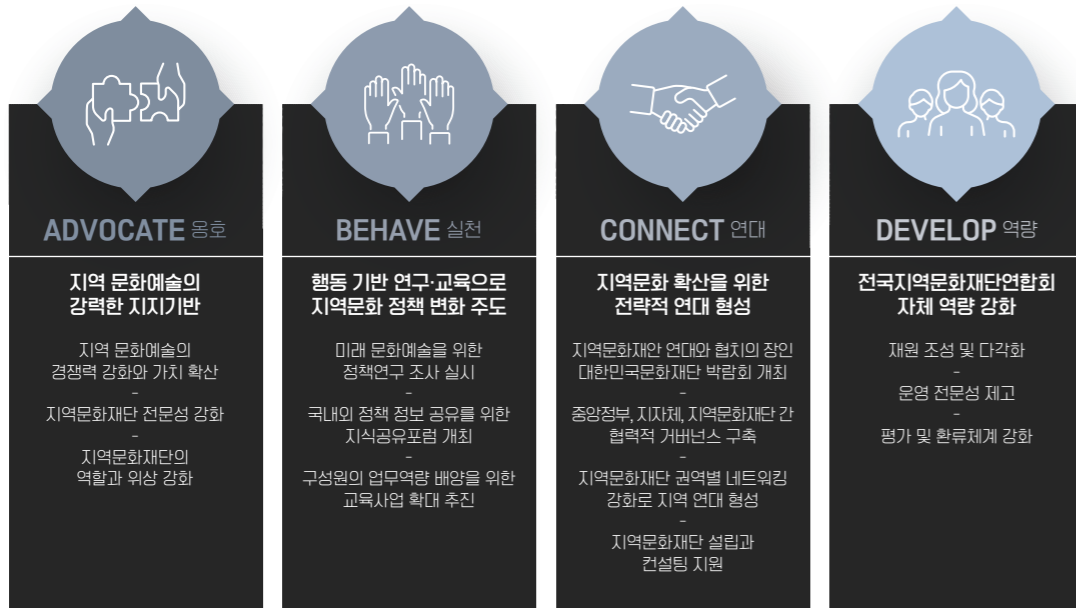 ADVOCATE 옹호
지역 문화예술의
강력한 지지기반
지역 문화예술의
경쟁력 강화와 가치 확산
-
지역문화재단 전문성 강화
-
지역문화재단의
역할과 위상 강화
BEHAVE 실천
행동 기반 연구·교육으로
지역문화 정책 변화 주도
미래 문화예술을 위한
정책연구 조사 실시
-
국내외 정책 정보 공유를 위한
지식공유포럼 개최
-
구성원의 업무역량 배양을 위한
교육사업 확대 추진
CONNECT 연대
지역문화 확산을 위한
전략적 연대 형성
지역문화재안 연대와 협치의 장인
대한민국문화재단 박람회 개최
-
중앙정부, 지자체, 지역문화재단 간
협력적 거버넌스 구축
-
지역문화재단 권역별 네트워킹
강화로 지역 연대 형성
-
지역문화재단 설립과
컨설팅 지원
DEVELOP 역량
전국지역문화재단연합회
자체 역량 강화
재원 조성 및 다각화
-
운영 전문성 제고
-
평가 및 환류체계 강화